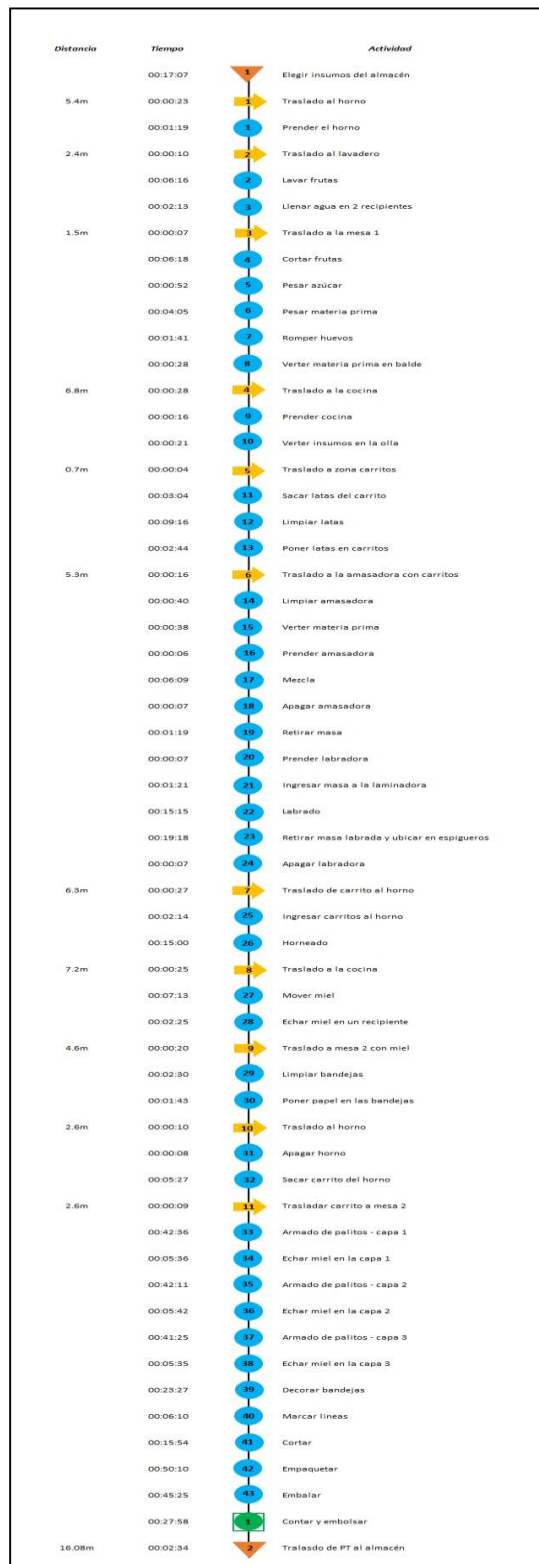 Distancia Tiempo Actividad
00:17:07 1 Elegir insumos del almacén
5.4m 00:00:23 1 Traslado al horno
00:01:19 1 Prender el horno
2.4m 00:00:10 2 Traslado al lavadero
00:06:16 2 Lavar frutas
00:02:13 3 Llenar agua en 2 recipientes
1.5m 00:00:07 3 Traslado a la mesa 1
00:06:18 4 Cortar frutas
00:00:52 5 Pesar azúcar
00:04:05 6 Pesar materia prima
00:01:41 7 Romper huevos
00:00:28 8 Verter materia prima en balde
6.8m 00:00:28 4 Traslado a la cocina
00:00:16 9 Prender cocina
00:00:21 10 Verter insumos en la olla
0.7m 00:00:04 5 Traslado a zona carritos
00:03:04 11 Sacar latas del carrito
00:09:16 12 Limpiar latas
00:02:44 13 Poner latas en carritos
5.3m 00:00:16 6 Traslado a la amasadora con carritos
00:00:40 14 Limpiar amasadora
00:00:38 15 Verter materia prima
00:00:06 16 Prender amasadora
00:06:09 17 Mezcla
00:00:07 18 Apagar amasadora
00:01:19 19 Retirar masa
00:00:07 20 Prender labradora
00:01:21 21 Ingresar masa a la laminadora
00:15:15 22 Labrado
00:19:18 23 Retirar masa labrada y ubicar en espigueros
00:00:07 24 Apagar labradora
6.3m 00:00:27 7 Traslado de carrito al horno
00:02:14 25 Ingresar carritos al horno
00:15:00 26 Horneado
7.2m 00:00:25 8 Traslado a la cocina
00:07:13 27 Mover miel
00:02:25 28 Echar miel en un recipiente
4.6m 00:00:20 9 Traslado a mesa 2 con miel
00:02:30 29 Limpiar bandejas
00:01:43 30 Poner papel en las bandejas
2.6m 00:00:10 10 Traslado al horno
00:00:08 31 Apagar horno
00:05:27 32 Sacar carrito del horno
2.6m 00:00:09 11 Trasladar carrito a mesa 2
00:42:36 33 Armado de palitos - capa 1
00:05:36 34 Echar miel en la capa 1
00:42:11 35 Armado de palitos - capa 2
00:05:42 36 Echar miel en la capa 2
00:41:25 37 Armado de palitos - capa 3
00:05:35 38 Echar miel en la capa 3
00:23:27 39 Decorar bandejas
00:06:10 40 Marcar lineas
00:15:54 41 Cortar
00:50:10 42 Empaquetar
00:45:25 43 Embalar
00:27:58 1 Contar y embolsar
16.08m 00:02:34 2 Tralasdo de PT al almacén